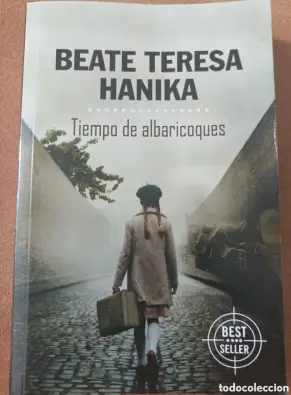 BEATE TERESA
HANIKA
Tiempo de albaricoques
BEST
SELLER
todocoleccion